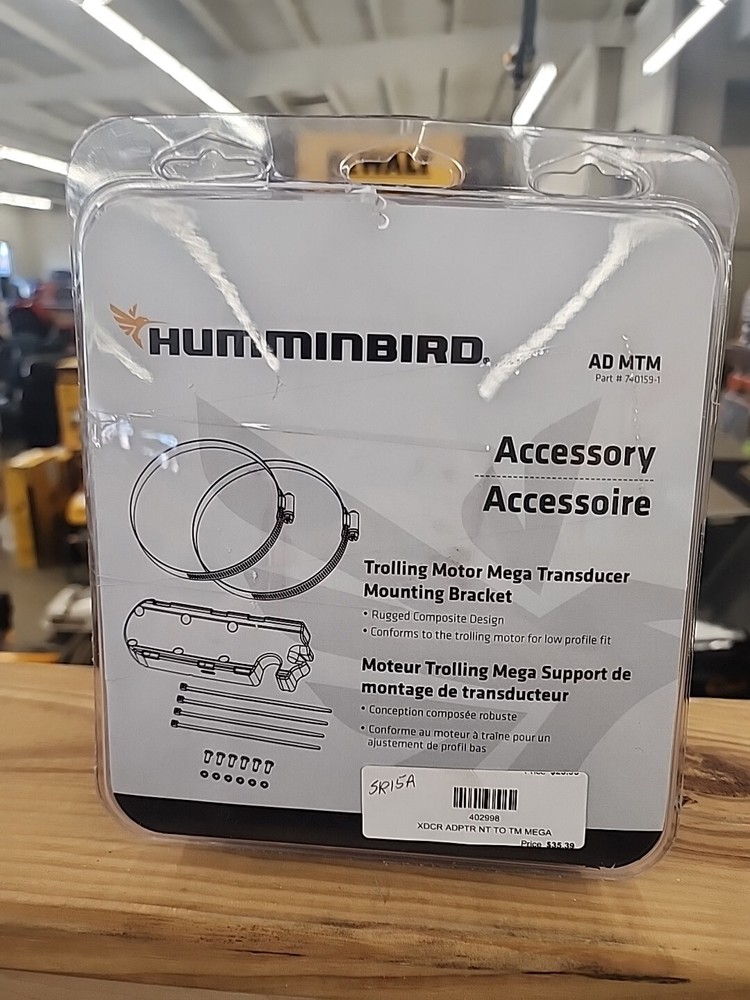 HUMMINBIRD.
AD MTM
Part # 740159-1
Accessory
Accessoire
Trolling Motor Mega Transducer
Mounting Bracket
• Rugged Composite Design
• Conforms to the trolling motor for low profile fit
Moteur Trolling Mega Support de
montage de transducteur
• Conception composée robuste
• Conforme au moteur à traîne pour un
ajustement de profil bas
SR15A
402998
XDCR ADPTR NT TO TM MEGA
Price $35.39